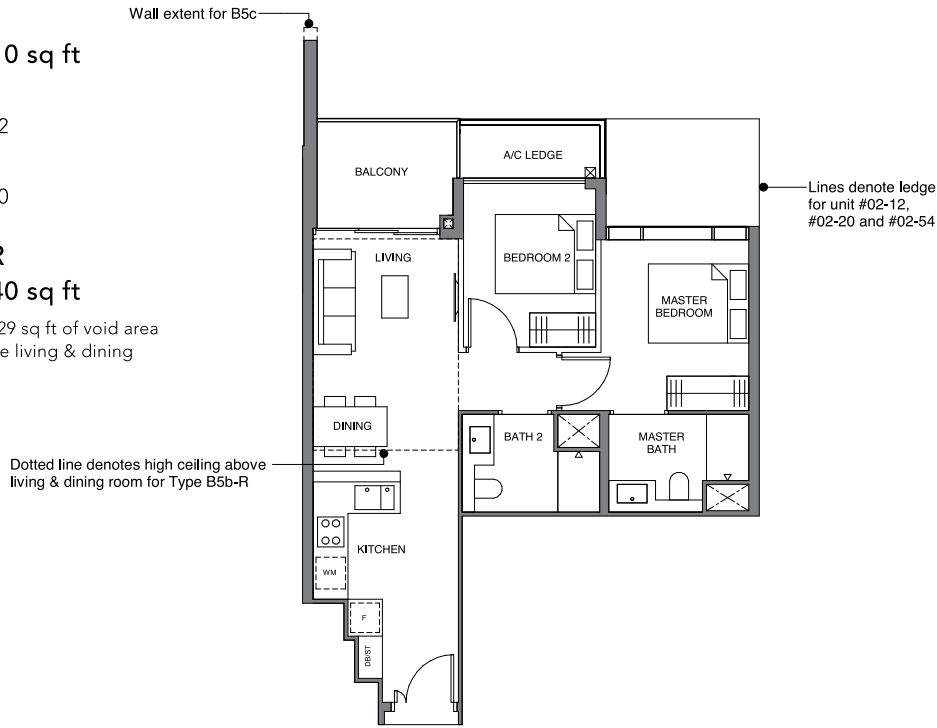 Wall extent for B5c
0 sq ft
2
0
R
40 sq ft
29 sq ft of void area
e living & dining
BALCONY
A/C LEDGE
Lines denote ledge
for unit #02-12,
#02-20 and #02-54
LIVING
BEDROOM 2
MASTER
BEDROOM
DINING
BATH 2
MASTER
BATH
Dotted line denotes high ceiling above
living & dining room for Type B5b-R
KITCHEN
WM
F
DB/ST